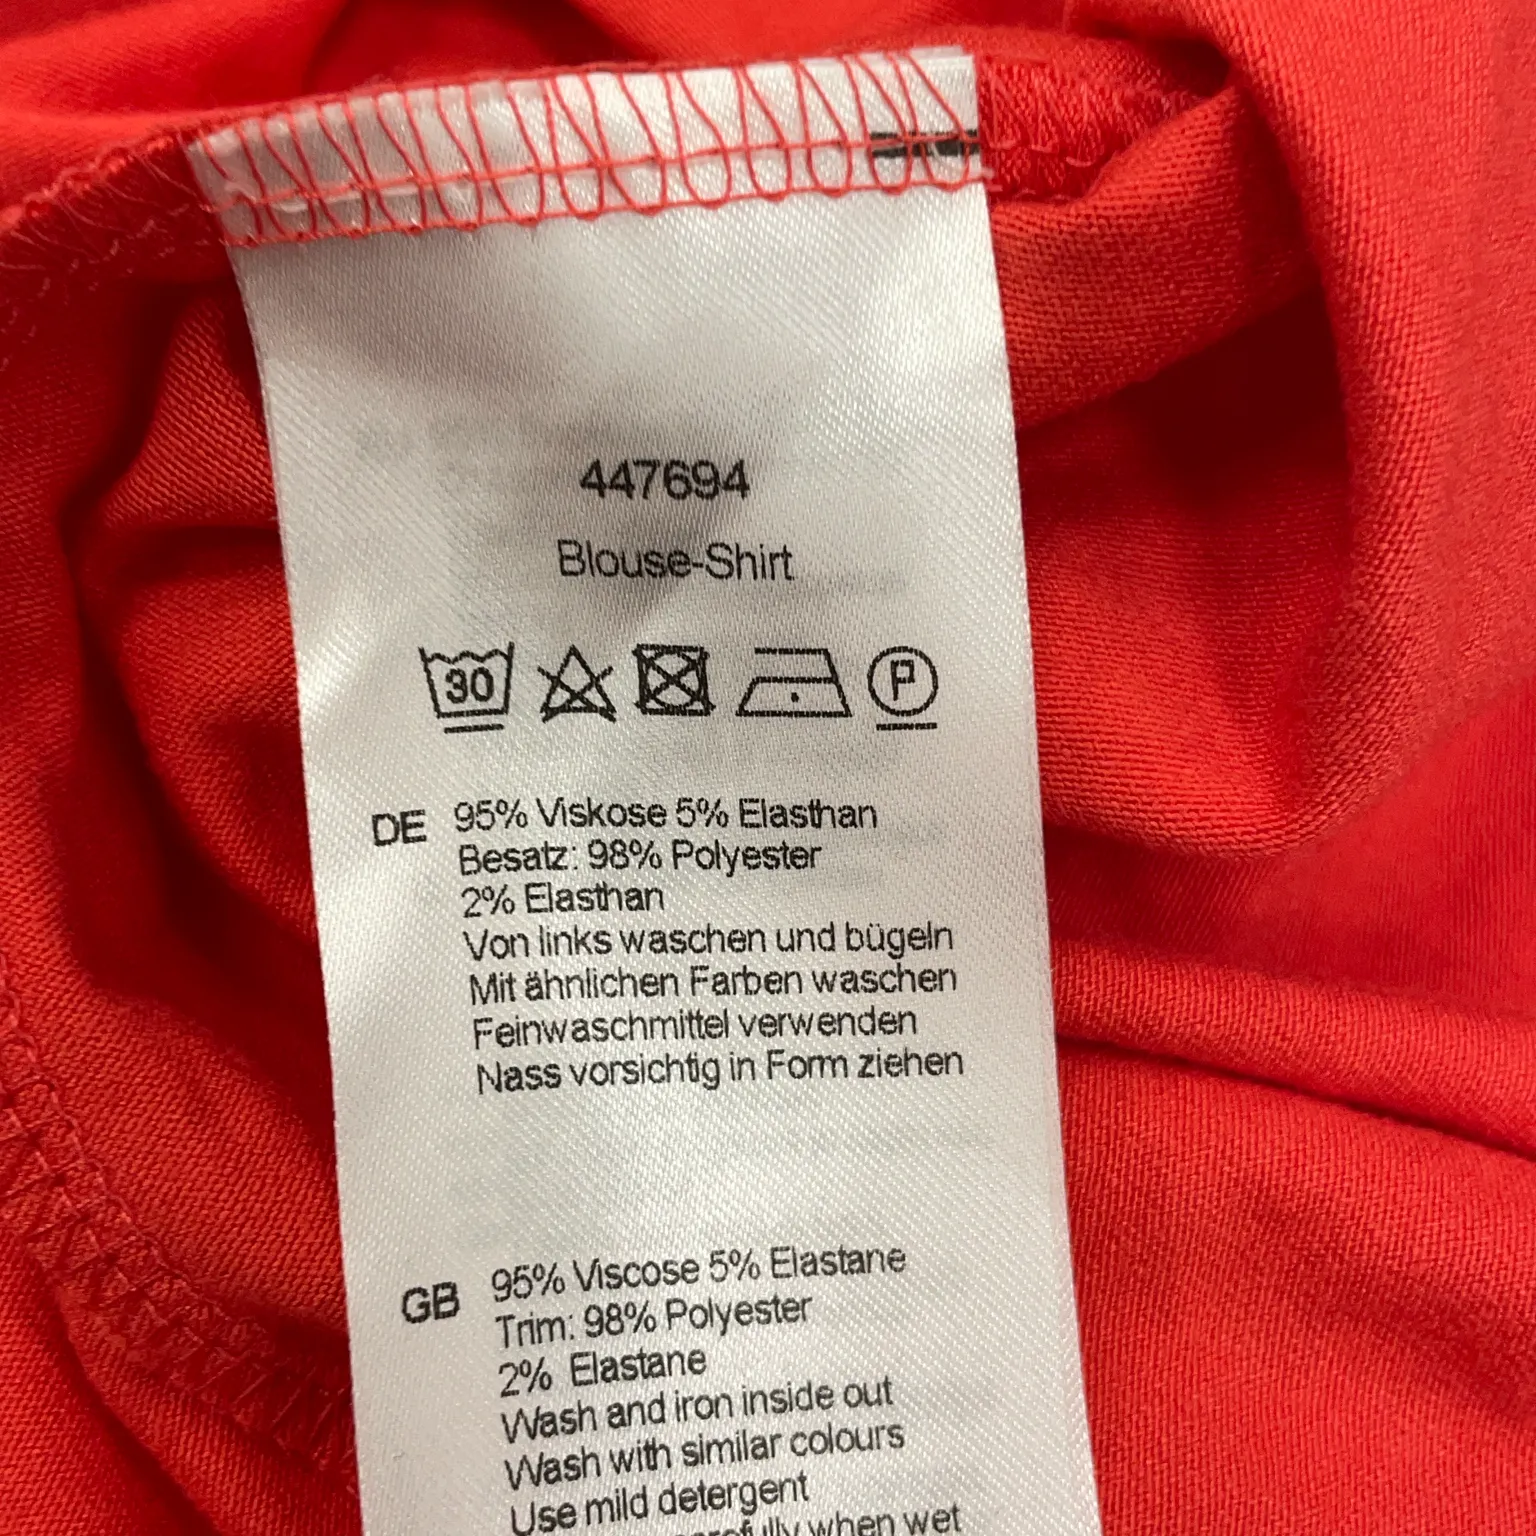 447694
Blouse-Shirt
30 P
DE 95% Viskose 5% Elasthan
Besatz: 98% Polyester
2% Elasthan
Von links waschen und bügeln
Mit ähnlichen Farben waschen
Feinwaschmittel verwenden
Nass vorsichtig in Form ziehen
GB 95% Viscose 5% Elastane
Trim: 98% Polyester
2% Elastane
Wash and iron inside out
Wash with similar colours
Use mild detergent
when wet